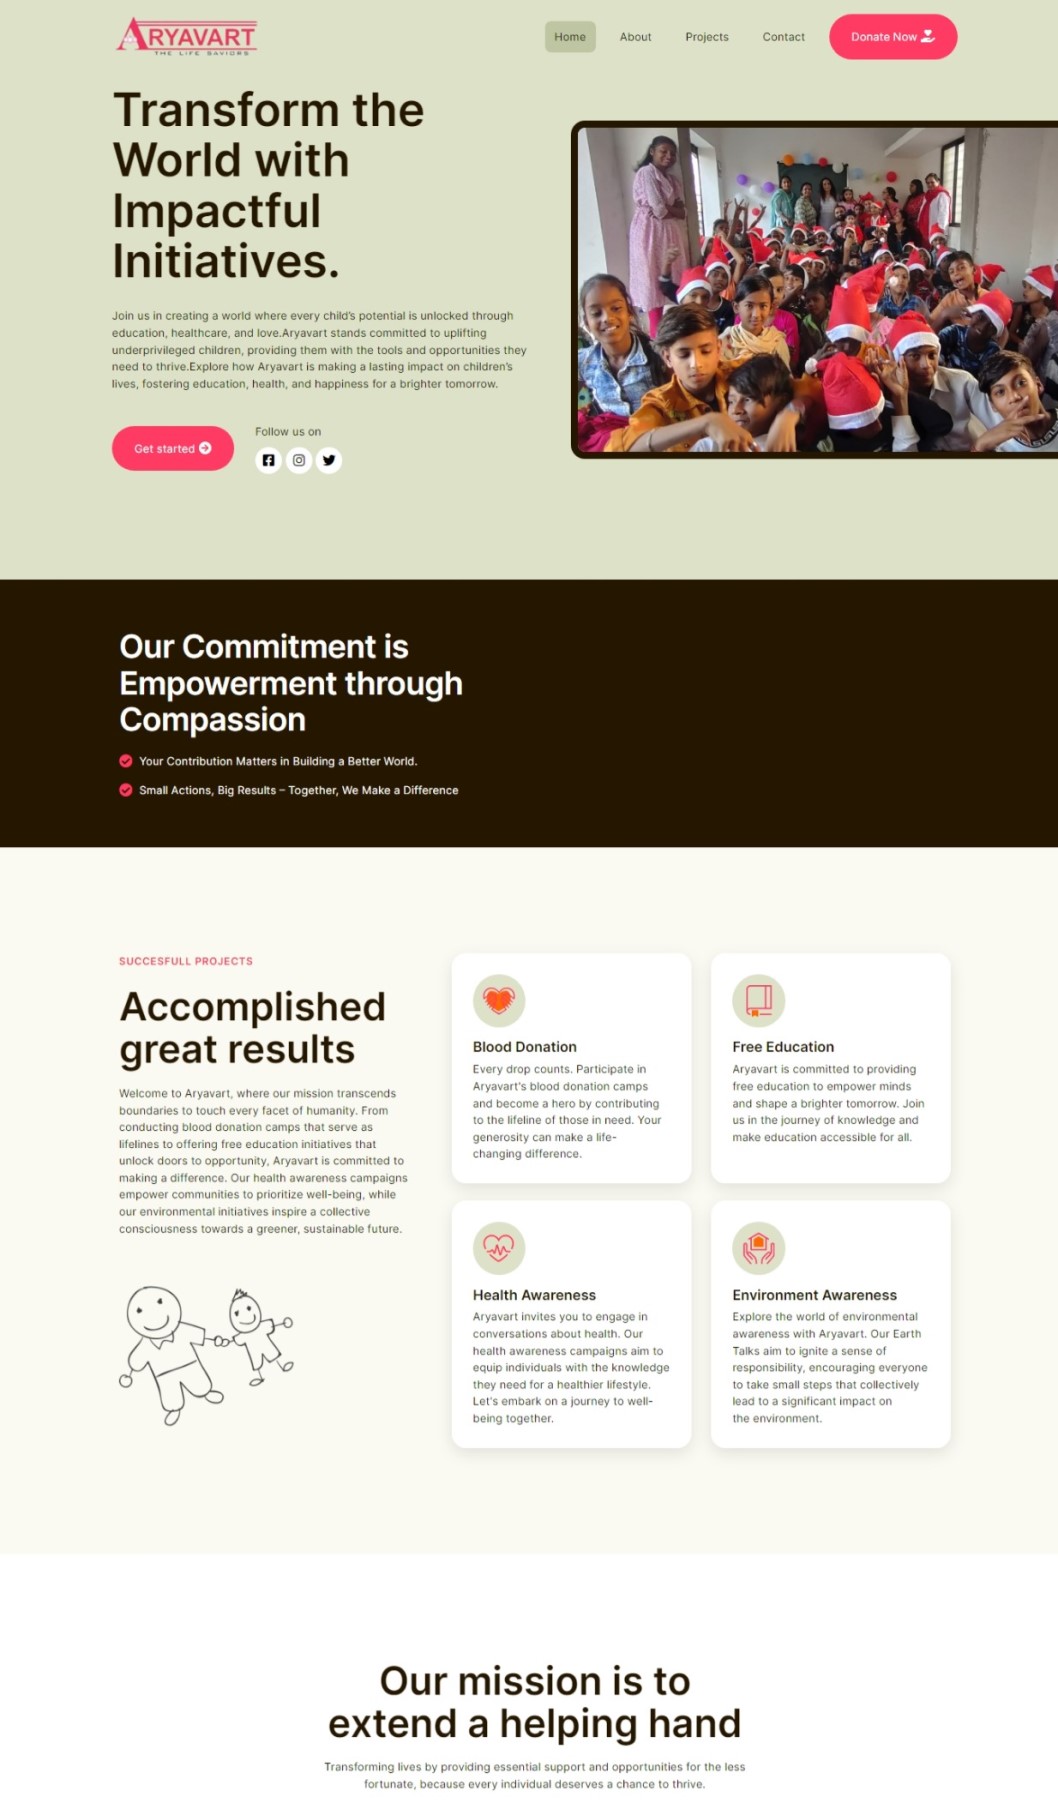 ARYAVART
THE LIFE SAVIORS
Home About Projects Contact Donate Now
Transform the
World with
Impactful
Initiatives.
Join us in creating a world where every child's potential is unlocked through
education, healthcare, and love.Aryavart stands committed to uplifting
underprivileged children, providing them with the tools and opportunities they
need to thrive.Explore how Aryavart is making a lasting impact on children's
lives, fostering education, health, and happiness for a brighter tomorrow.
Get started
Follow us on
Our Commitment is
Empowerment through
Compassion
Your Contribution Matters in Building a Better World.
Small Actions, Big Results – Together, We Make a Difference
SUCCESFULL PROJECTS
Accomplished
great results
Welcome to Aryavart, where our mission transcends
boundaries to touch every facet of humanity. From
conducting blood donation camps that serve as
lifelines to offering free education initiatives that
unlock doors to opportunity, Aryavart is committed to
making a difference. Our health awareness campaigns
empower communities to prioritize well-being, while
our environmental initiatives inspire a collective
consciousness towards a greener, sustainable future.
Blood Donation
Every drop counts. Participate in
Aryavart's blood donation camps
and become a hero by contributing
to the lifeline of those in need. Your
generosity can make a life-
changing difference.
Free Education
Aryavart is committed to providing
free education to empower minds
and shape a brighter tomorrow. Join
us in the journey of knowledge and
make education accessible for all.
Health Awareness
Aryavart invites you to engage in
conversations about health. Our
health awareness campaigns aim to
equip individuals with the knowledge
they need for a healthier lifestyle.
Let's embark on a journey to well-
being together.
Environment Awareness
Explore the world of environmental
awareness with Aryavart. Our Earth
Talks aim to ignite a sense of
responsibility, encouraging everyone
to take small steps that collectively
lead to a significant impact on
the environment.
Our mission is to
extend a helping hand
Transforming lives by providing essential support and opportunities for the less
fortunate, because every individual deserves a chance to thrive.